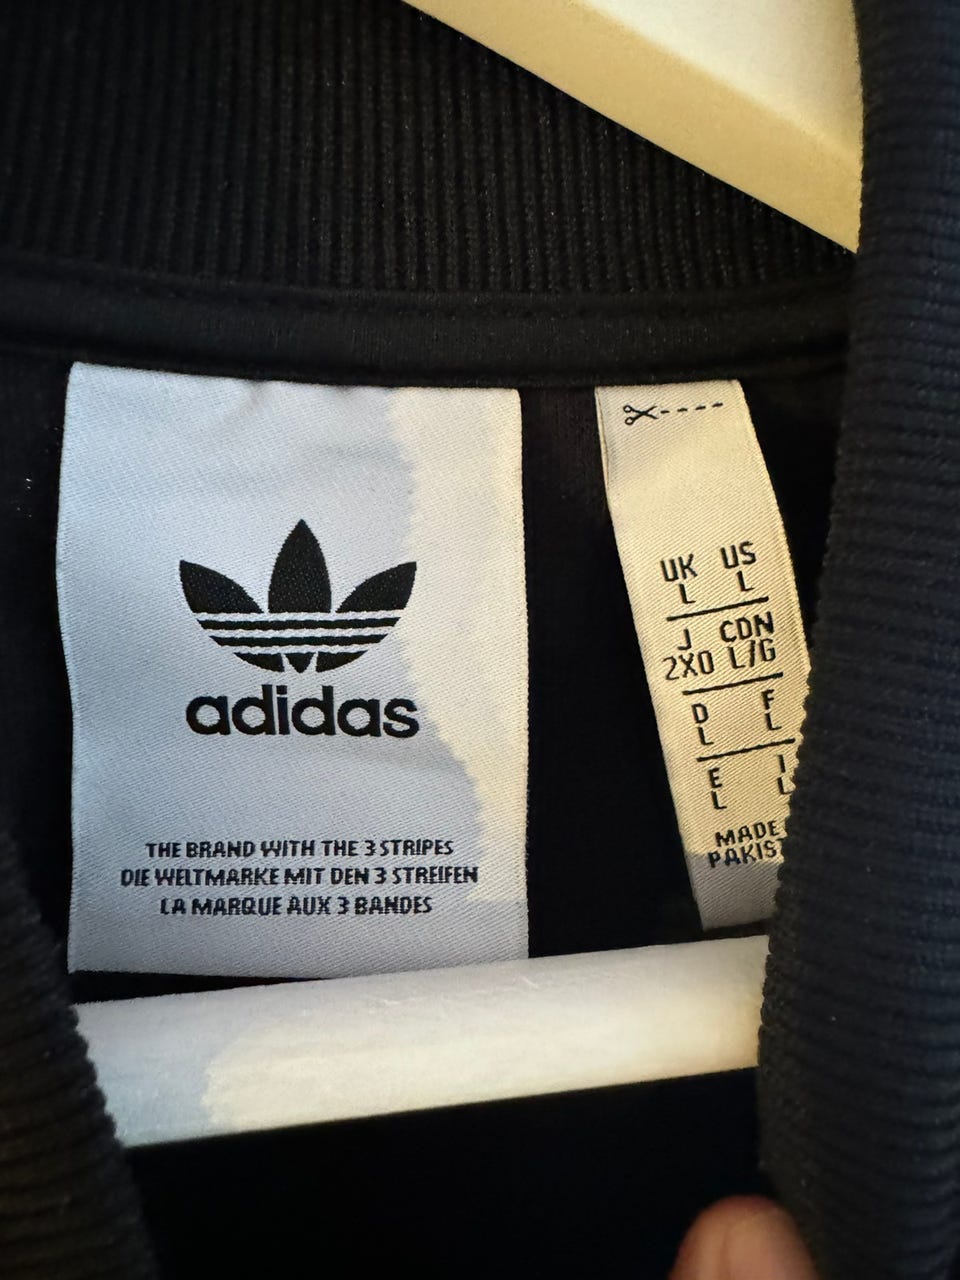 adidas
THE BRAND WITH THE 3 STRIPES
DIE WELTMARKE MIT DEN 3 STREIFEN
LA MARQUE AUX 3 BANDES
UK US
L L
J CDN
2XO L/G
D F
L L
E I
L L
MADE
PAKIST